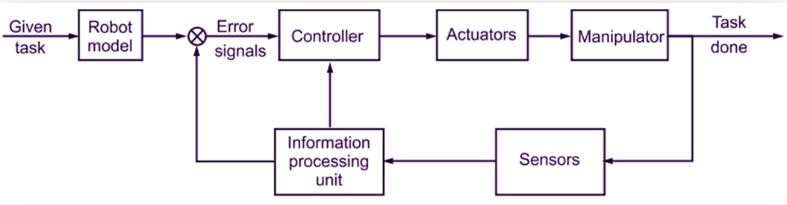 Given
task
Robot
model
Error
signals
Controller
Actuators
Manipulator
Task
done
Information
processing
unit
Sensors